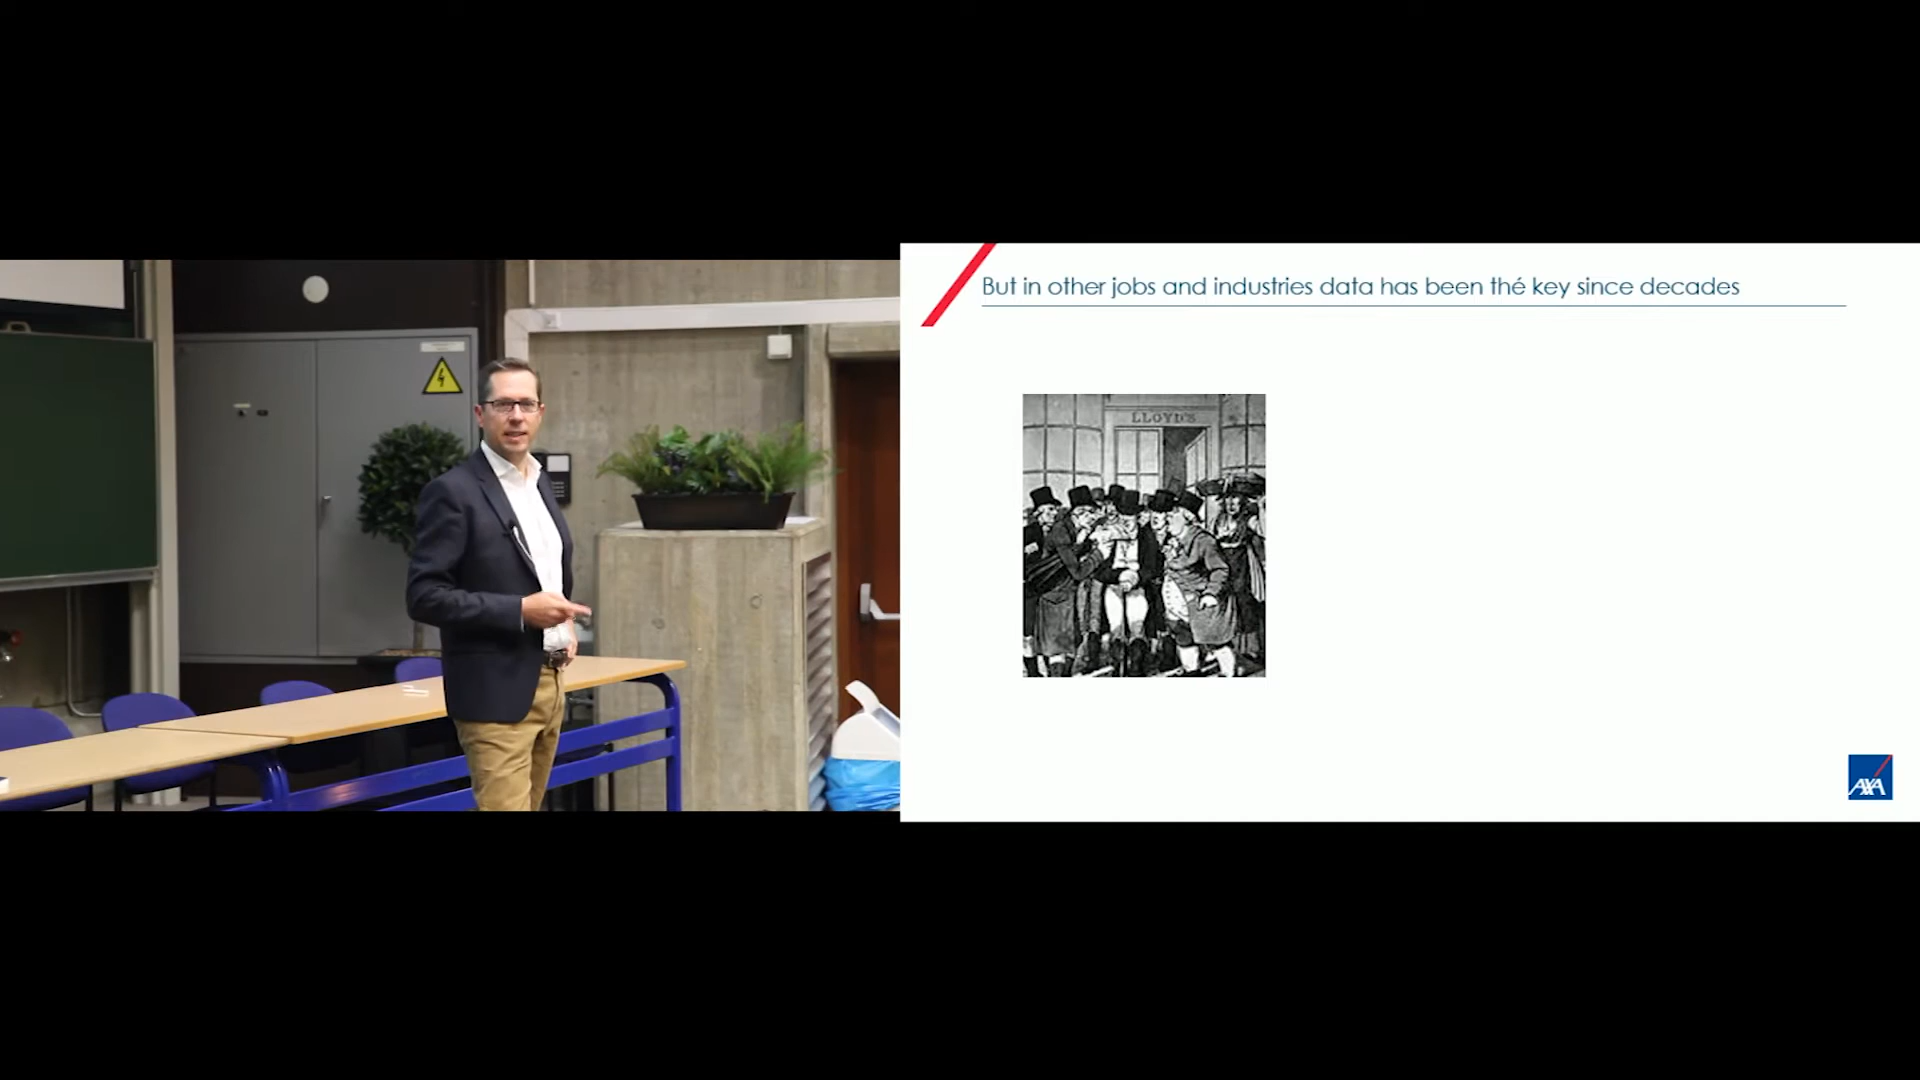 But in other jobs and industries data has been thé key since decades
LLOYD'S
AXA